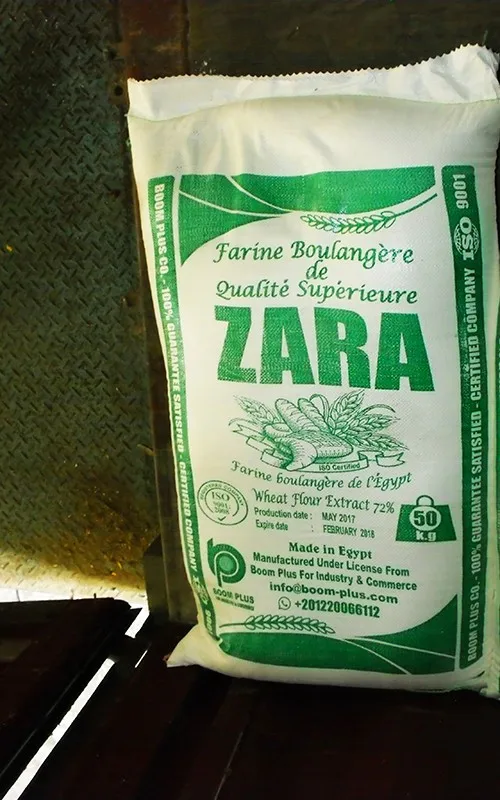 Farine Boulangère
de
Qualité Supérieure
ZARA
ISO Certified
Farine boulangère de l'Égypt
Wheat Flour Extract 72%
Production date : MAY 2017
Expire date : FEBRUARY 2018
50
K.g
ISO
Made in Egypt
Manufactured Under License From
Boom Plus For Industry & Commerce
info@boom-plus.com
+201220066112
BOOM PLUS
BOOM PLUS CO. - 100% GUARANTEE SATISFIED - CERTIFIED COMPANY
BOOM PLUS CO. - 100% GUARANTEE SATISFIED - CERTIFIED COMPANY ISO 9001